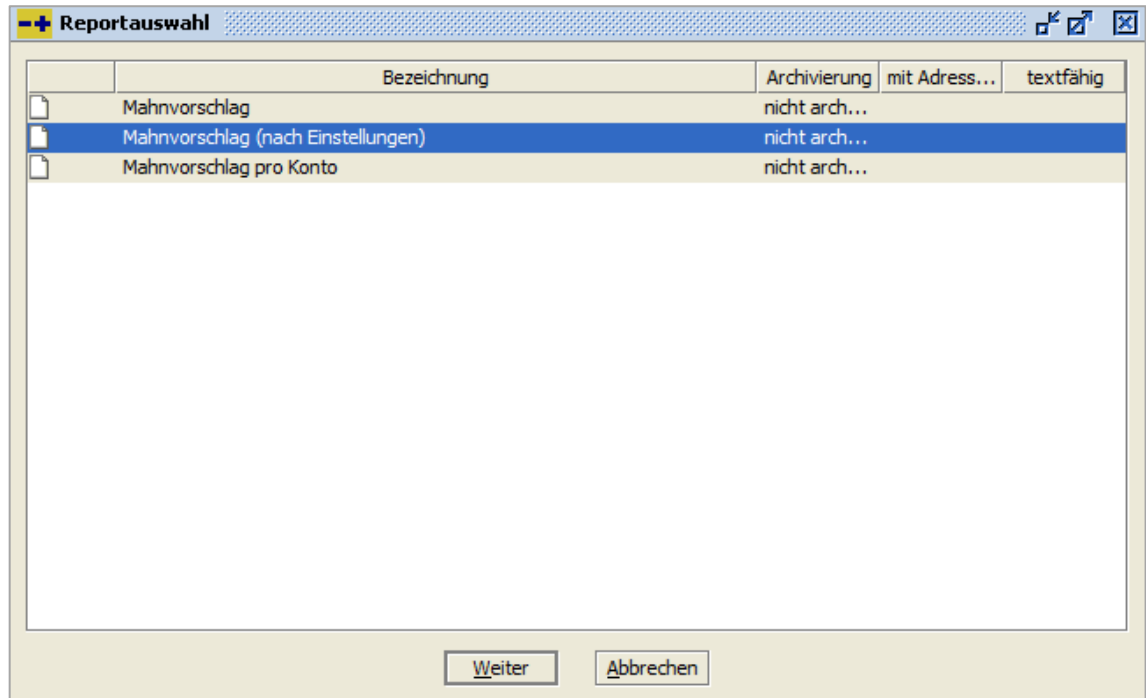 Reportauswahl
Bezeichnung Archivierung mit Adress... textfähig
Mahnvorschlag nicht arch...
Mahnvorschlag (nach Einstellungen) nicht arch...
Mahnvorschlag pro Konto nicht arch...
Weiter Abbrechen